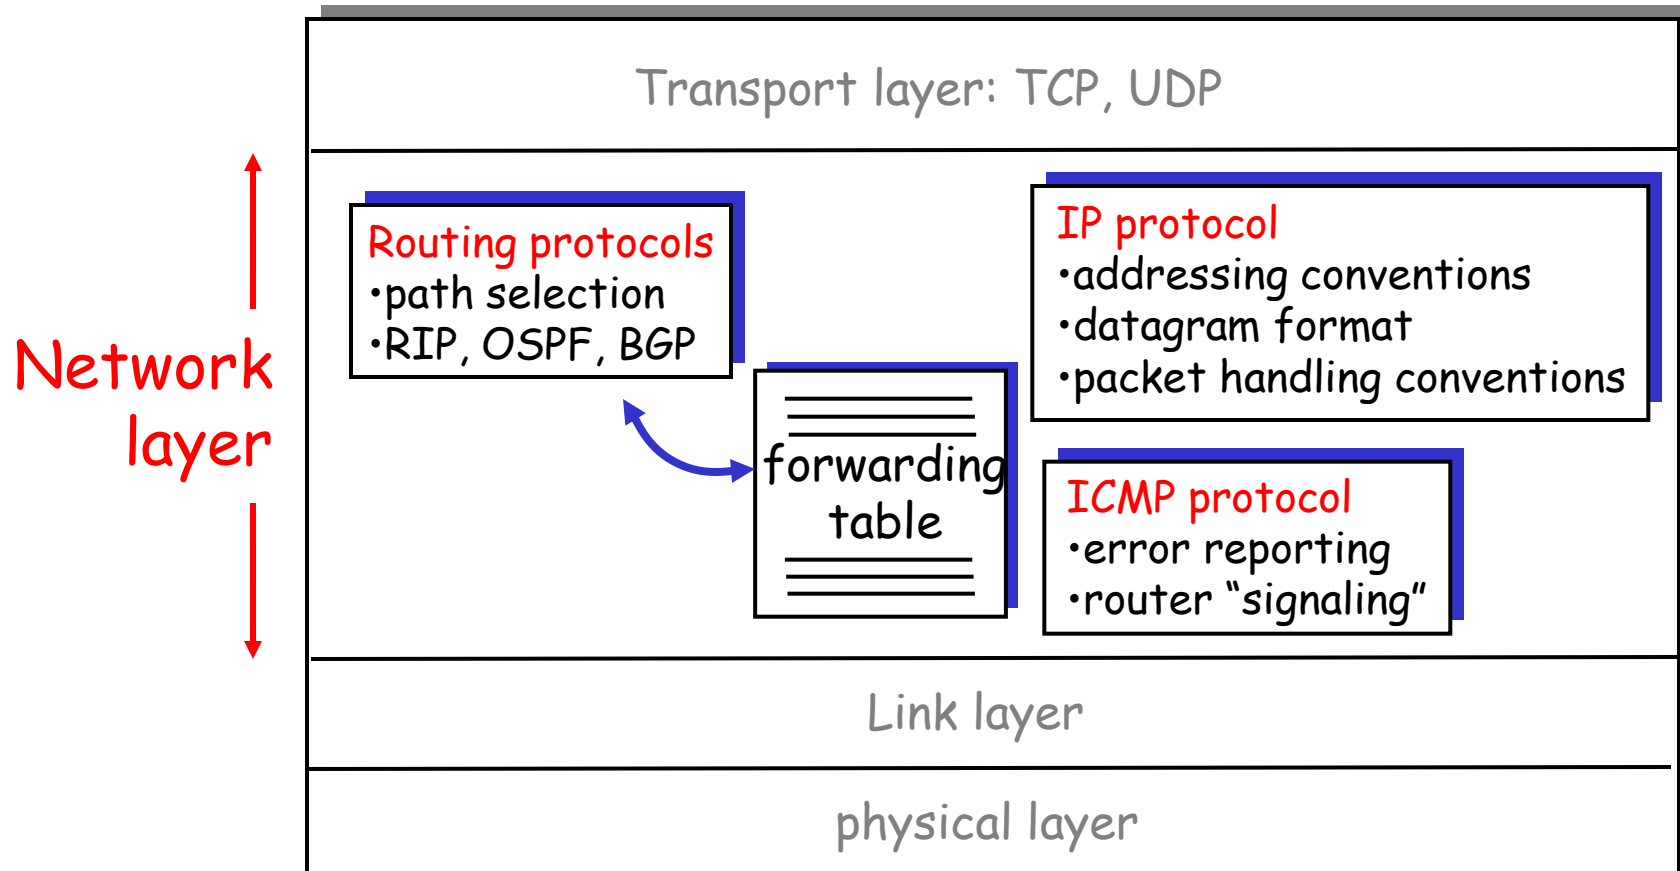 Transport layer: TCP, UDP
Network
layer
Routing protocols
•path selection
•RIP, OSPF, BGP
forwarding
table
IP protocol
•addressing conventions
•datagram format
•packet handling conventions
ICMP protocol
•error reporting
•router “signaling”
Link layer
physical layer